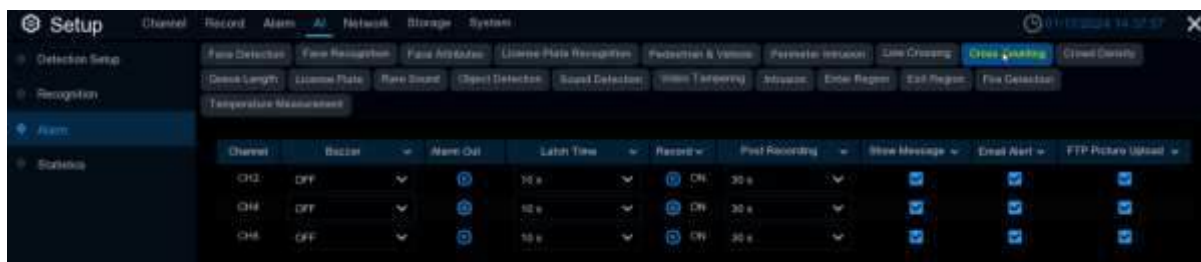 Setup Channel Record Alarm AI Network Storage System
Detection Setup
Recognition
Alarm
Statistics
Face Detection Face Recognition Face Attributes License Plate Recognition Pedestrian & Vehicle Perimeter Intrusion Line Crossing Cross Counting Crowd Density
Queue Length License Plate Rare Sound Object Detection Sound Detection Video Tampering Intrusion Enter Region Exit Region Fire Detection
Temperature Measurement
Channel Buzzer Alarm Out Latch Time Record Post Recording Show Message Email Alert FTP Picture Upload
OFF 10 s ON 30 s
CH4 OFF 10 s ON 30 s
OFF 10 s ON 30 s